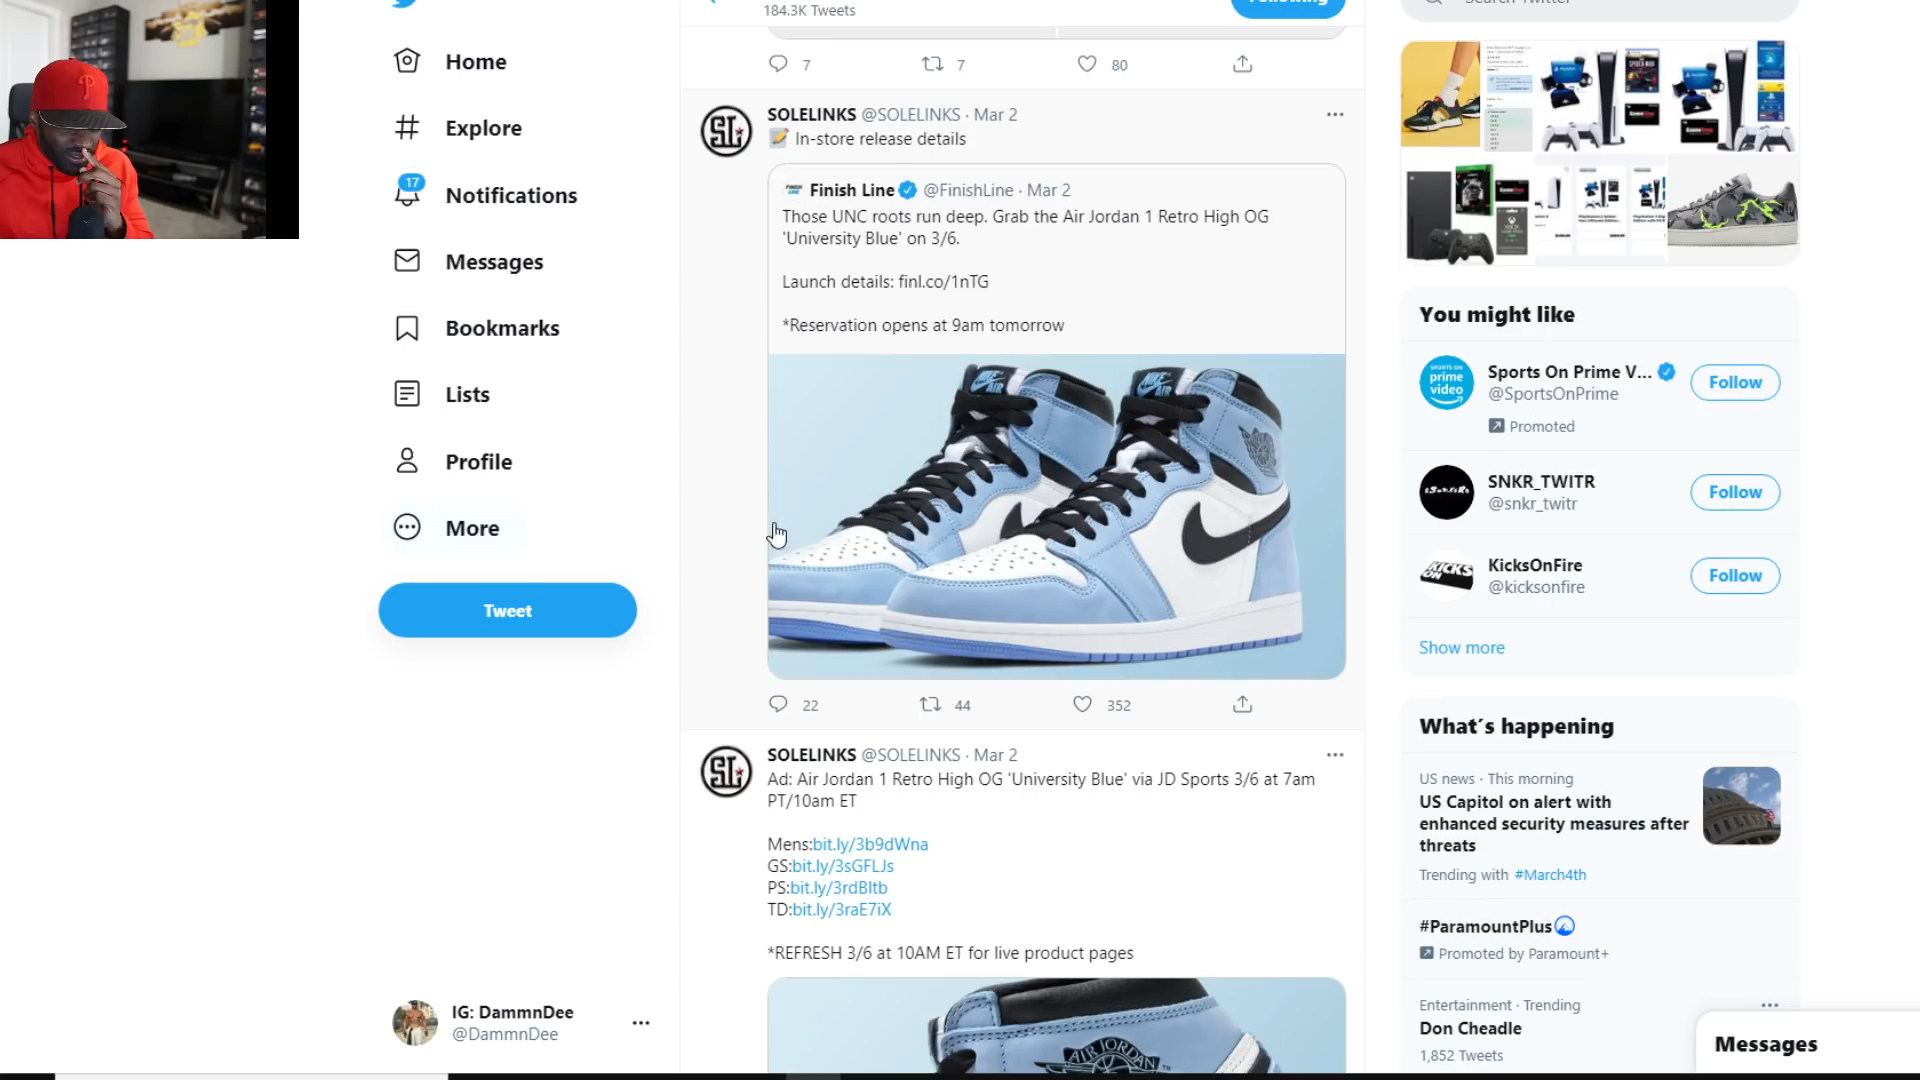 184.3K Tweets
Following
Home
Explore
17
Notifications
Messages
Bookmarks
Lists
Profile
More
Tweet
IG: DammnDee
@DammnDee
7 7 80
SOLELINKS @SOLELINKS · Mar 2
In-store release details
Finish Line @FinishLine · Mar 2
Those UNC roots run deep. Grab the Air Jordan 1 Retro High OG
'University Blue' on 3/6.
Launch details: finl.co/1nTG
*Reservation opens at 9am tomorrow
22 44 352
SOLELINKS @SOLELINKS · Mar 2
Ad: Air Jordan 1 Retro High OG 'University Blue' via JD Sports 3/6 at 7am
PT/10am ET
Mens:bit.ly/3b9dWna
GS:bit.ly/3sGFLJs
PS:bit.ly/3rdBItb
TD:bit.ly/3raE7iX
*REFRESH 3/6 at 10AM ET for live product pages
AIR JORDAN
Search Twitter
You might like
Sports On Prime V...
@SportsOnPrime
Promoted
Follow
SNKR_TWITR
@snkr_twitr
Follow
KicksOnFire
@kicksonfire
Follow
Show more
What's happening
US news · This morning
US Capitol on alert with
enhanced security measures after
threats
Trending with #March4th
#ParamountPlus
Promoted by Paramount+
Entertainment · Trending
Don Cheadle
1,852 Tweets
Messages